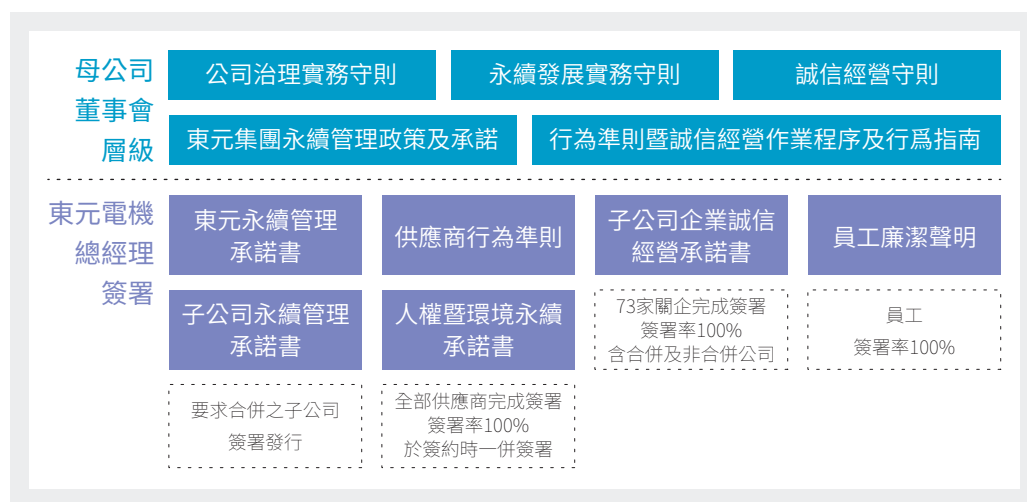 母公司
董事會
層級
公司治理實務守則
永續發展實務守則
誠信經營守則
東元集團永續管理政策及承諾
行為準則暨誠信經營作業程序及行爲指南
東元電機
總經理
簽署
東元永續管理
承諾書
供應商行為準則
子公司企業誠信
經營承諾書
員工廉潔聲明
子公司永續管理
承諾書
人權暨環境永續
承諾書
73家關企完成簽署
簽署率100%
含合併及非合併公司
員工
簽署率100%
要求合併之子公司
簽署發行
全部供應商完成簽署
簽署率100%
於簽約時一併簽署